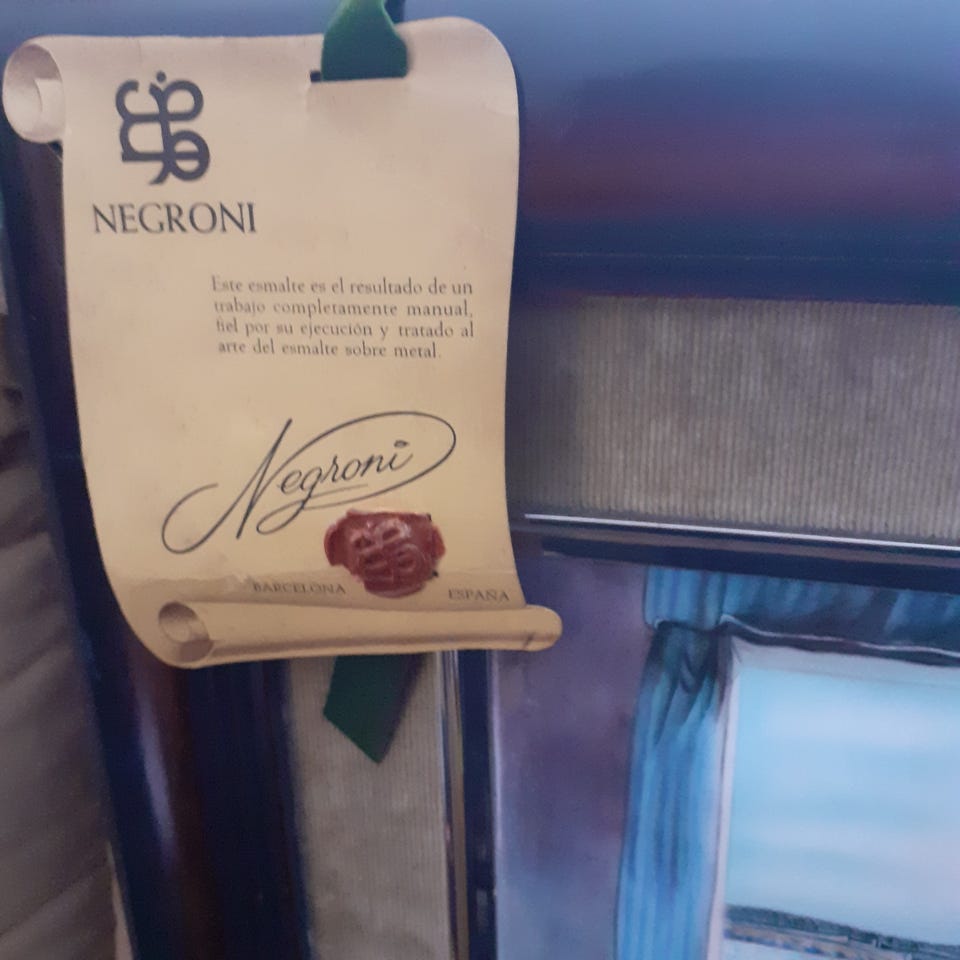 NEGRONI
Este esmalte es el resultado de un
trabajo completamente manual,
fiel por su ejecución y tratado al
arte del esmalte sobre metal.
Negroni
BARCELONA ESPAÑA